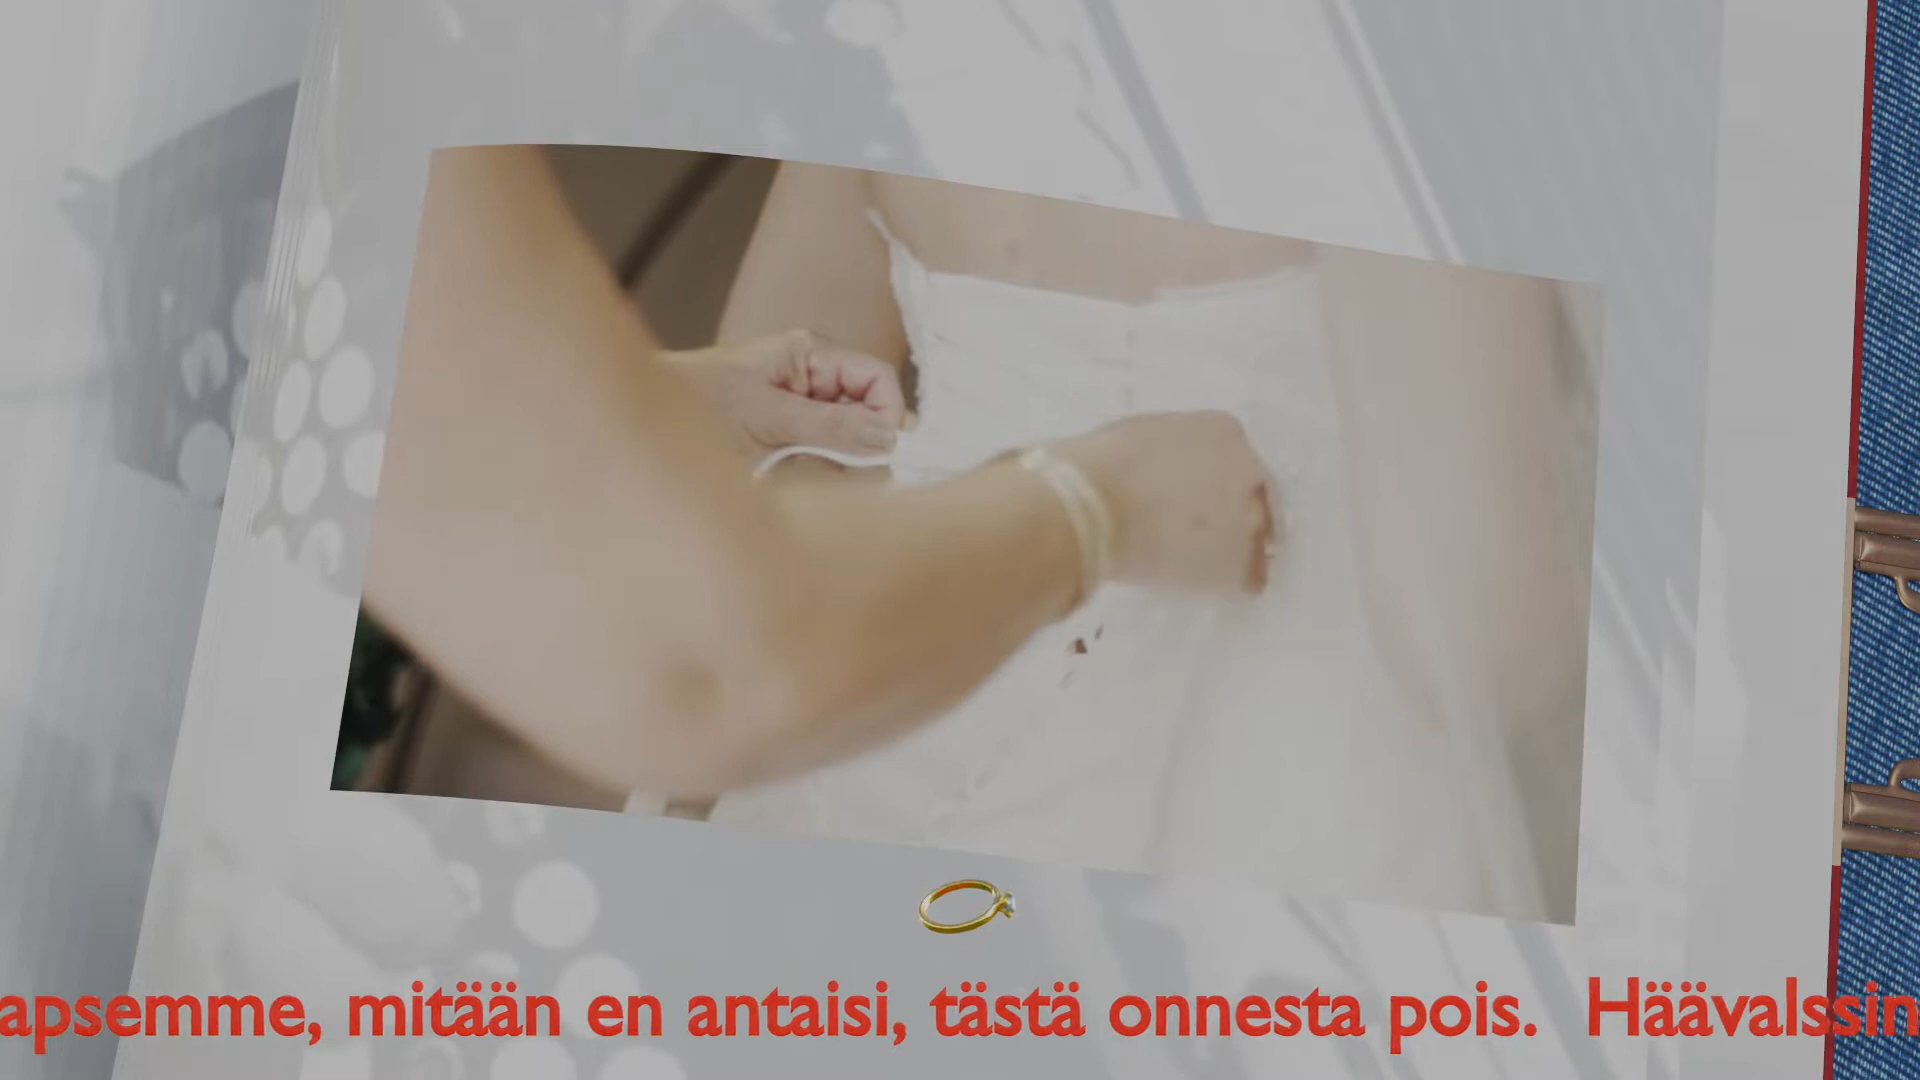 apsemme, mitään en antaisi, tästä onnesta pois. Häävalssin